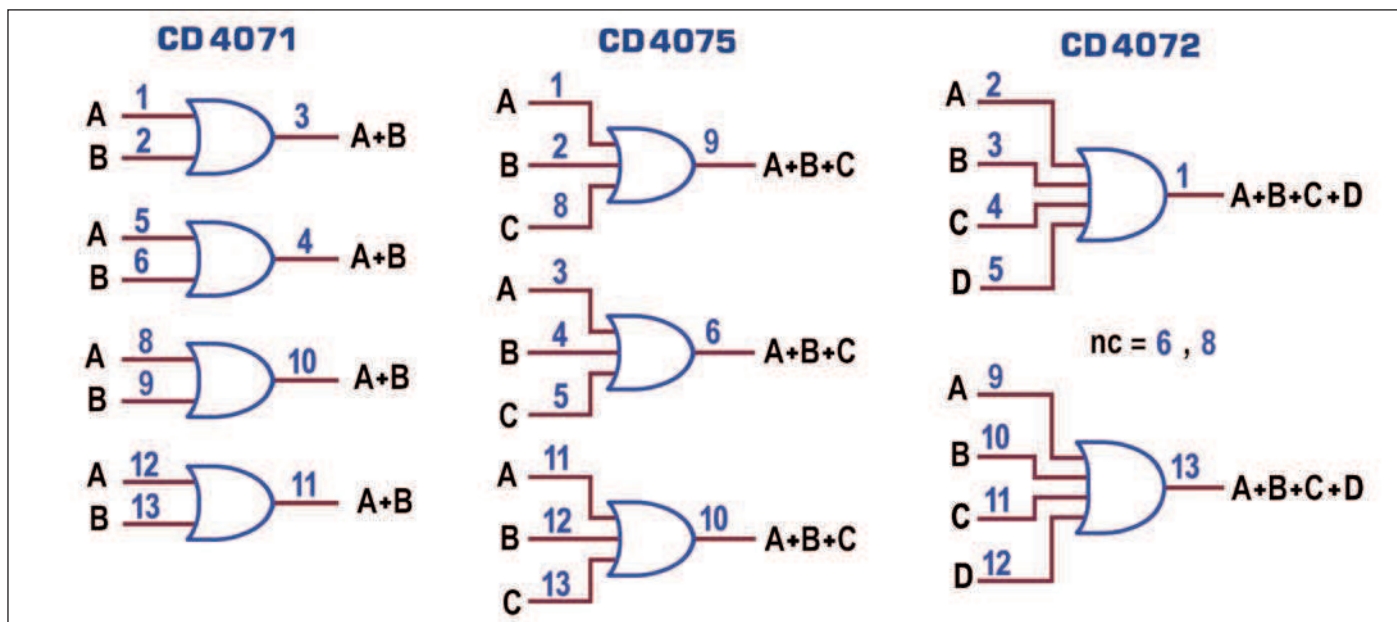 CD4071
A 1
B 2
3 A+B
A 5
B 6
4 A+B
A 8
B 9
10 A+B
A 12
B 13
11 A+B
CD4075
A 1
B 2
C 8
9 A+B+C
A 3
B 4
C 5
6 A+B+C
A 11
B 12
C 13
10 A+B+C
CD4072
A 2
B 3
C 4
D 5
1 A+B+C+D
nc = 6 , 8
A 9
B 10
C 11
D 12
13 A+B+C+D